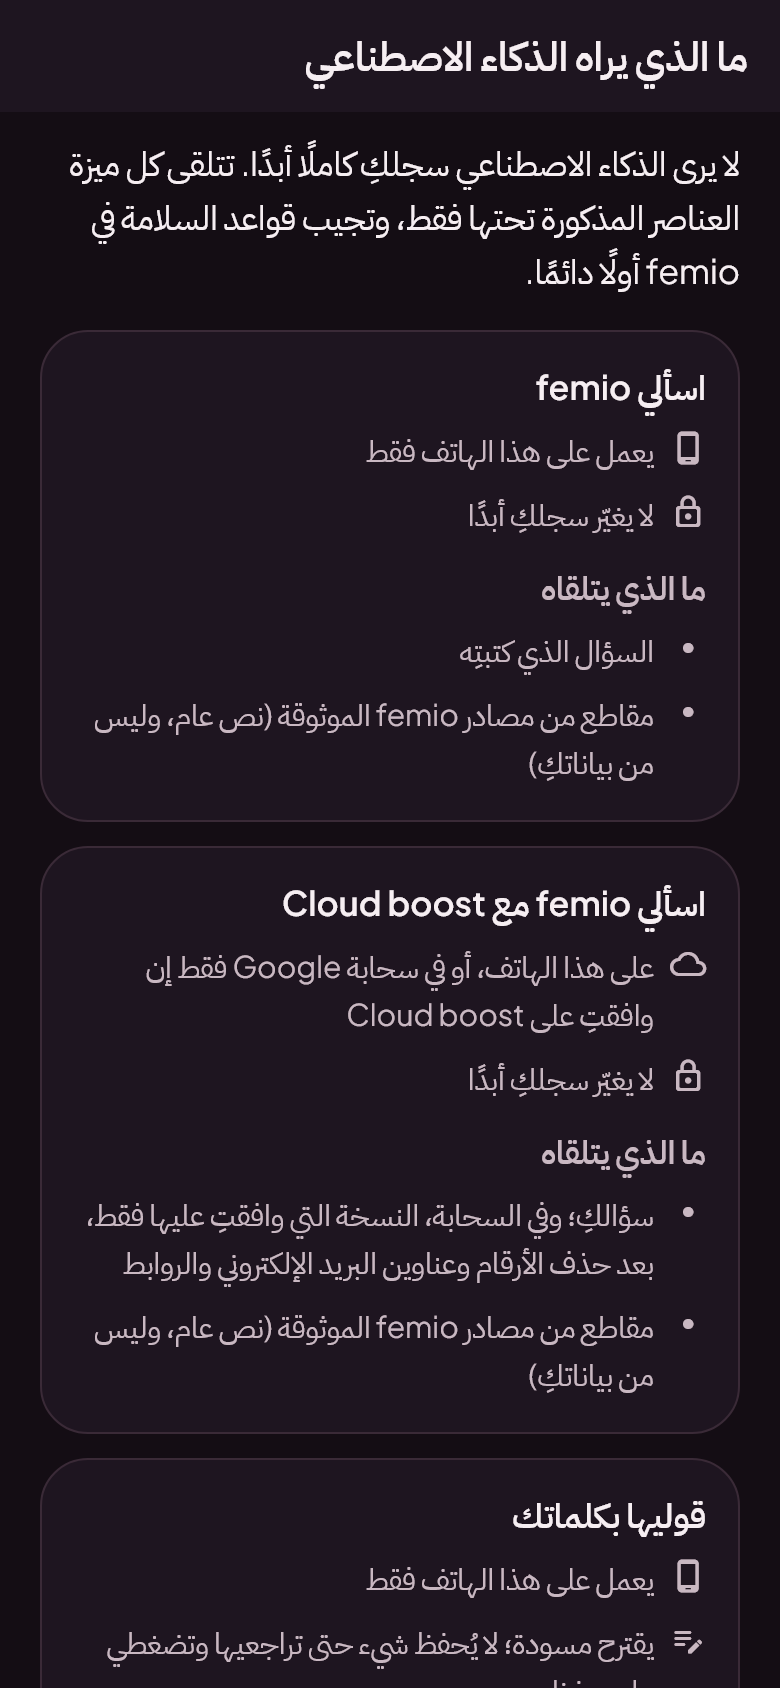 ما الذي يراه الذكاء الاصطناعي
لا يرى الذكاء الاصطناعي سجلكِ كاملًا أبدًا. تتلقى كل ميزة
العناصر المذكورة تحتها فقط، وتجيب قواعد السلامة في
femio أولًا دائمًا.
اسألي femio
يعمل على هذا الهاتف فقط
لا يغيّر سجلكِ أبدًا
ما الذي يتلقاه
• السؤال الذي كتبتِه
• مقاطع من مصادر femio الموثوقة (نص عام، وليس
من بياناتكِ)
اسألي femio مع Cloud boost
على هذا الهاتف، أو في سحابة Google فقط إن
وافقتِ على Cloud boost
لا يغيّر سجلكِ أبدًا
ما الذي يتلقاه
• سؤالكِ؛ وفي السحابة، النسخة التي وافقتِ عليها فقط،
بعد حذف الأرقام وعناوين البريد الإلكتروني والروابط
• مقاطع من مصادر femio الموثوقة (نص عام، وليس
من بياناتكِ)
قوليها بكلماتك
يعمل على هذا الهاتف فقط
يقترح مسودة؛ لا يُحفظ شيء حتى تراجعيها وتضغطي